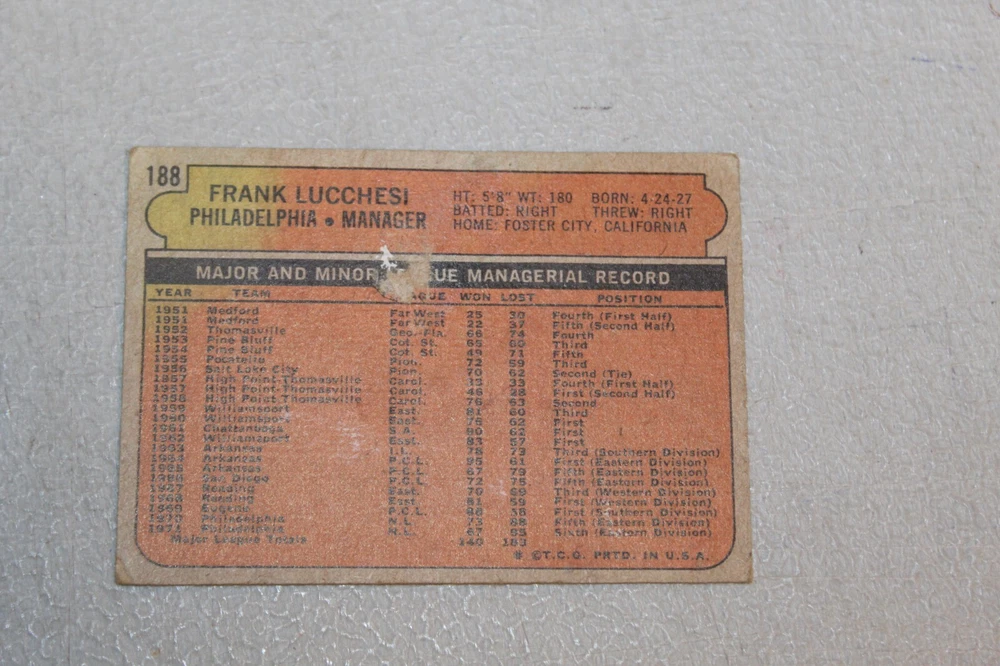 188
FRANK LUCCHESI
PHILADELPHIA • MANAGER
HT: 5'8" WT: 180 BORN: 4-24-27
BATTED: RIGHT THREW: RIGHT
HOME: FOSTER CITY, CALIFORNIA
MAJOR AND MINOR UE MANAGERIAL RECORD
YEAR TEAM GUE WON LOST POSITION
1951 Medford Far West 25 30 Fourth (First Half)
1951 Medford Far West 22 37 Fifth (Second Half)
1952 Thomasville Geo.-Fla. 66 74 Fourth
1953 Pine Bluff Cot. St. 65 60 Third
1954 Pine Bluff Cot. St. 49 71 Fifth
1955 Pocatello Pion. 72 59 Third
1956 Salt Lake City Pion. 70 62 Second (Tie)
1957 High Point-Thomasville Carol. 33 Fourth (First Half)
1957 High Point-Thomasville Carol. 46 28 First (Second Half)
1958 High Point-Thomasville Carol. 76 63 Second
1959 Williamsport East. 81 60 Third
1960 Williamsport East. 76 62 First
1961 Chattanooga S.A. 90 62 First
1962 Williamsport East. 83 57 First
1963 Arkansas I.L. 78 73 Third (Southern Division)
1964 Arkansas P.C.L. 95 61 First (Eastern Division)
1965 Arkansas P.C.L. 67 79 Fifth (Eastern Division)
1966 San Diego P.C.L. 72 75 Fifth (Eastern Division)
1967 Reading East. 70 69 Third (Western Division)
1968 Reading East. 81 59 First (Western Division)
1969 Eugene P.C.L. 88 58 First (Southern Division)
1970 Philadelphia N.L. 73 88 Fifth (Eastern Division)
1971 Philadelphia N.L. 67 95 Sixth (Eastern Division)
Major League Totals 140 183
* ©T.C.G. PRTD. IN U.S.A.